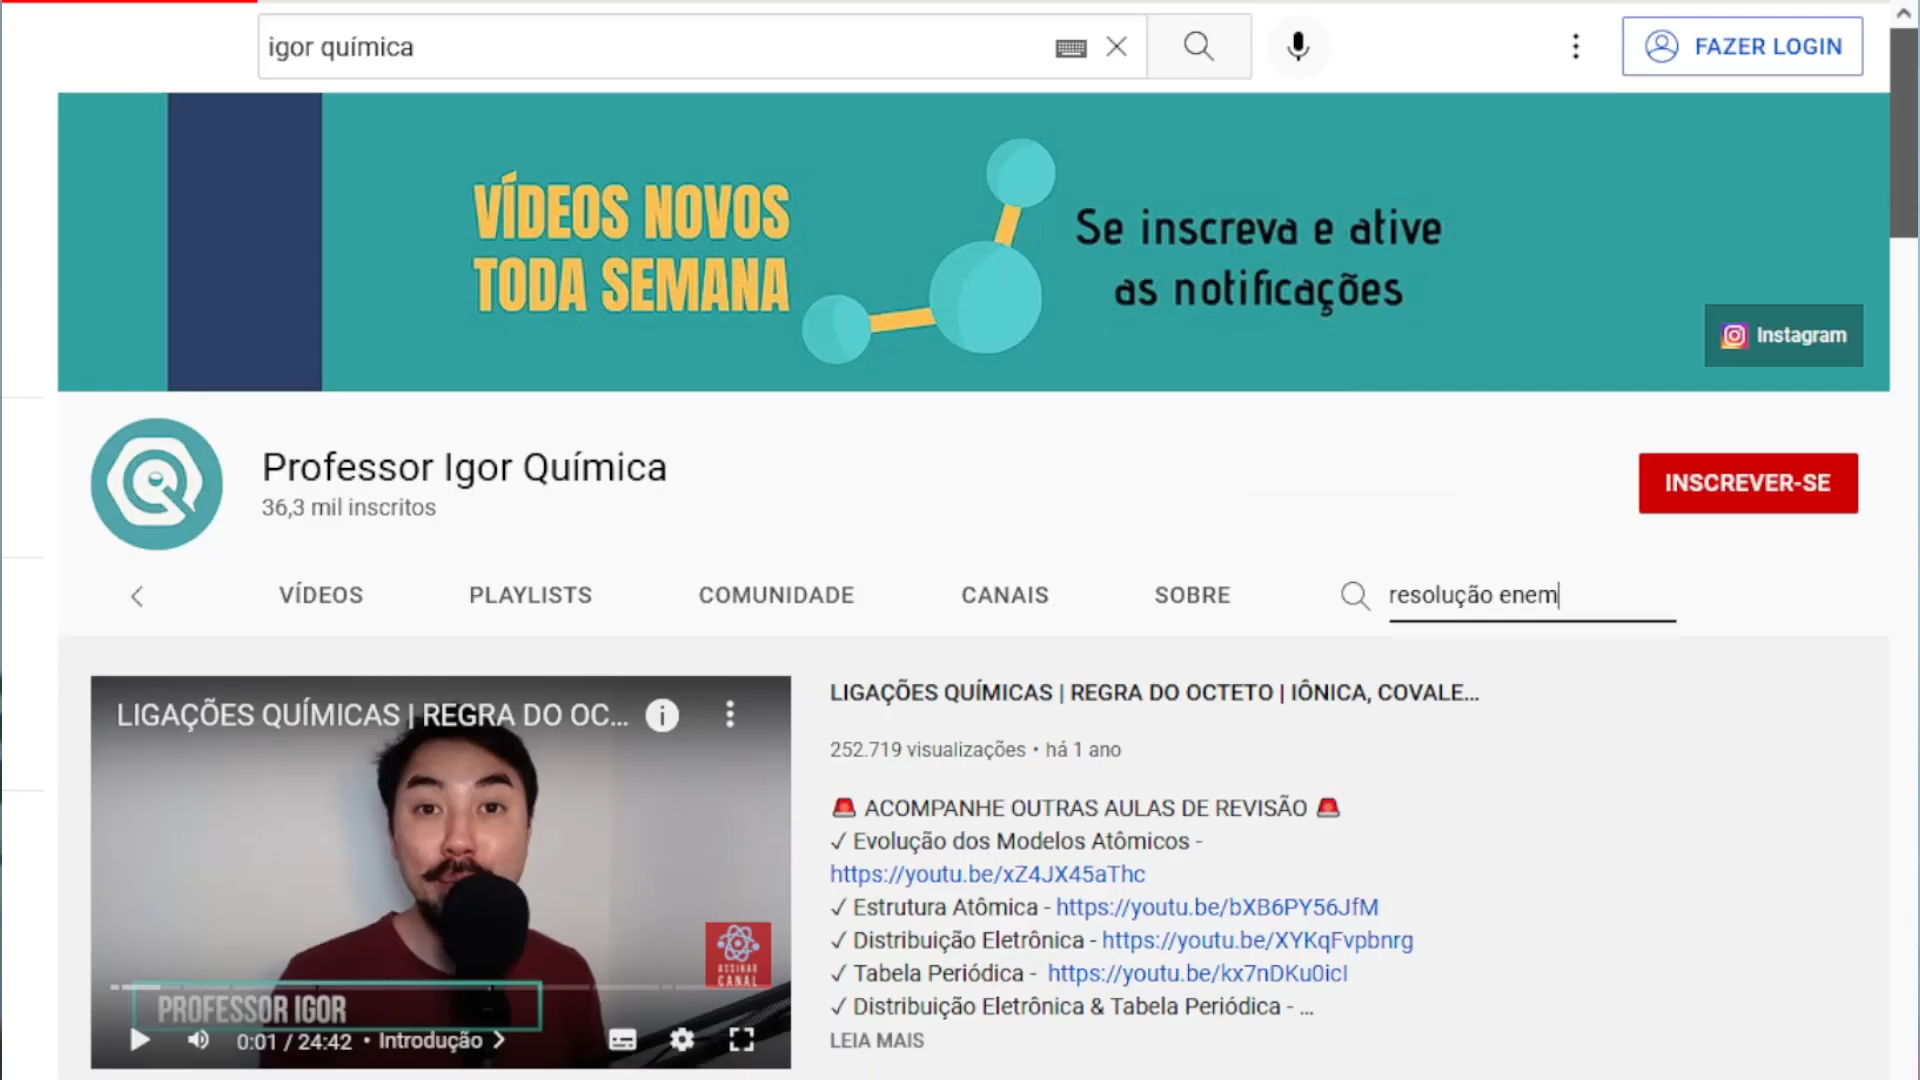 igor química
FAZER LOGIN
VÍDEOS NOVOS
TODA SEMANA
Se inscreva e ative
as notificações
Instagram
Professor Igor Química
36,3 mil inscritos
INSCREVER-SE
VÍDEOS
PLAYLISTS
COMUNIDADE
CANAIS
SOBRE
resolução enem
LIGAÇÕES QUÍMICAS | REGRA DO OC...
ASSINAR
CANAL
PROFESSOR IGOR
0:01 / 24:42 • Introdução
LIGAÇÕES QUÍMICAS | REGRA DO OCTETO | IÔNICA, COVALE...
252.719 visualizações • há 1 ano
🚨 ACOMPANHE OUTRAS AULAS DE REVISÃO 🚨
✓ Evolução dos Modelos Atômicos -
https://youtu.be/xZ4JX45aThc
✓ Estrutura Atômica - https://youtu.be/bXB6PY56JfM
✓ Distribuição Eletrônica - https://youtu.be/XYKqFvpbnrg
✓ Tabela Periódica - https://youtu.be/kx7nDKu0icI
✓ Distribuição Eletrônica & Tabela Periódica - ...
LEIA MAIS